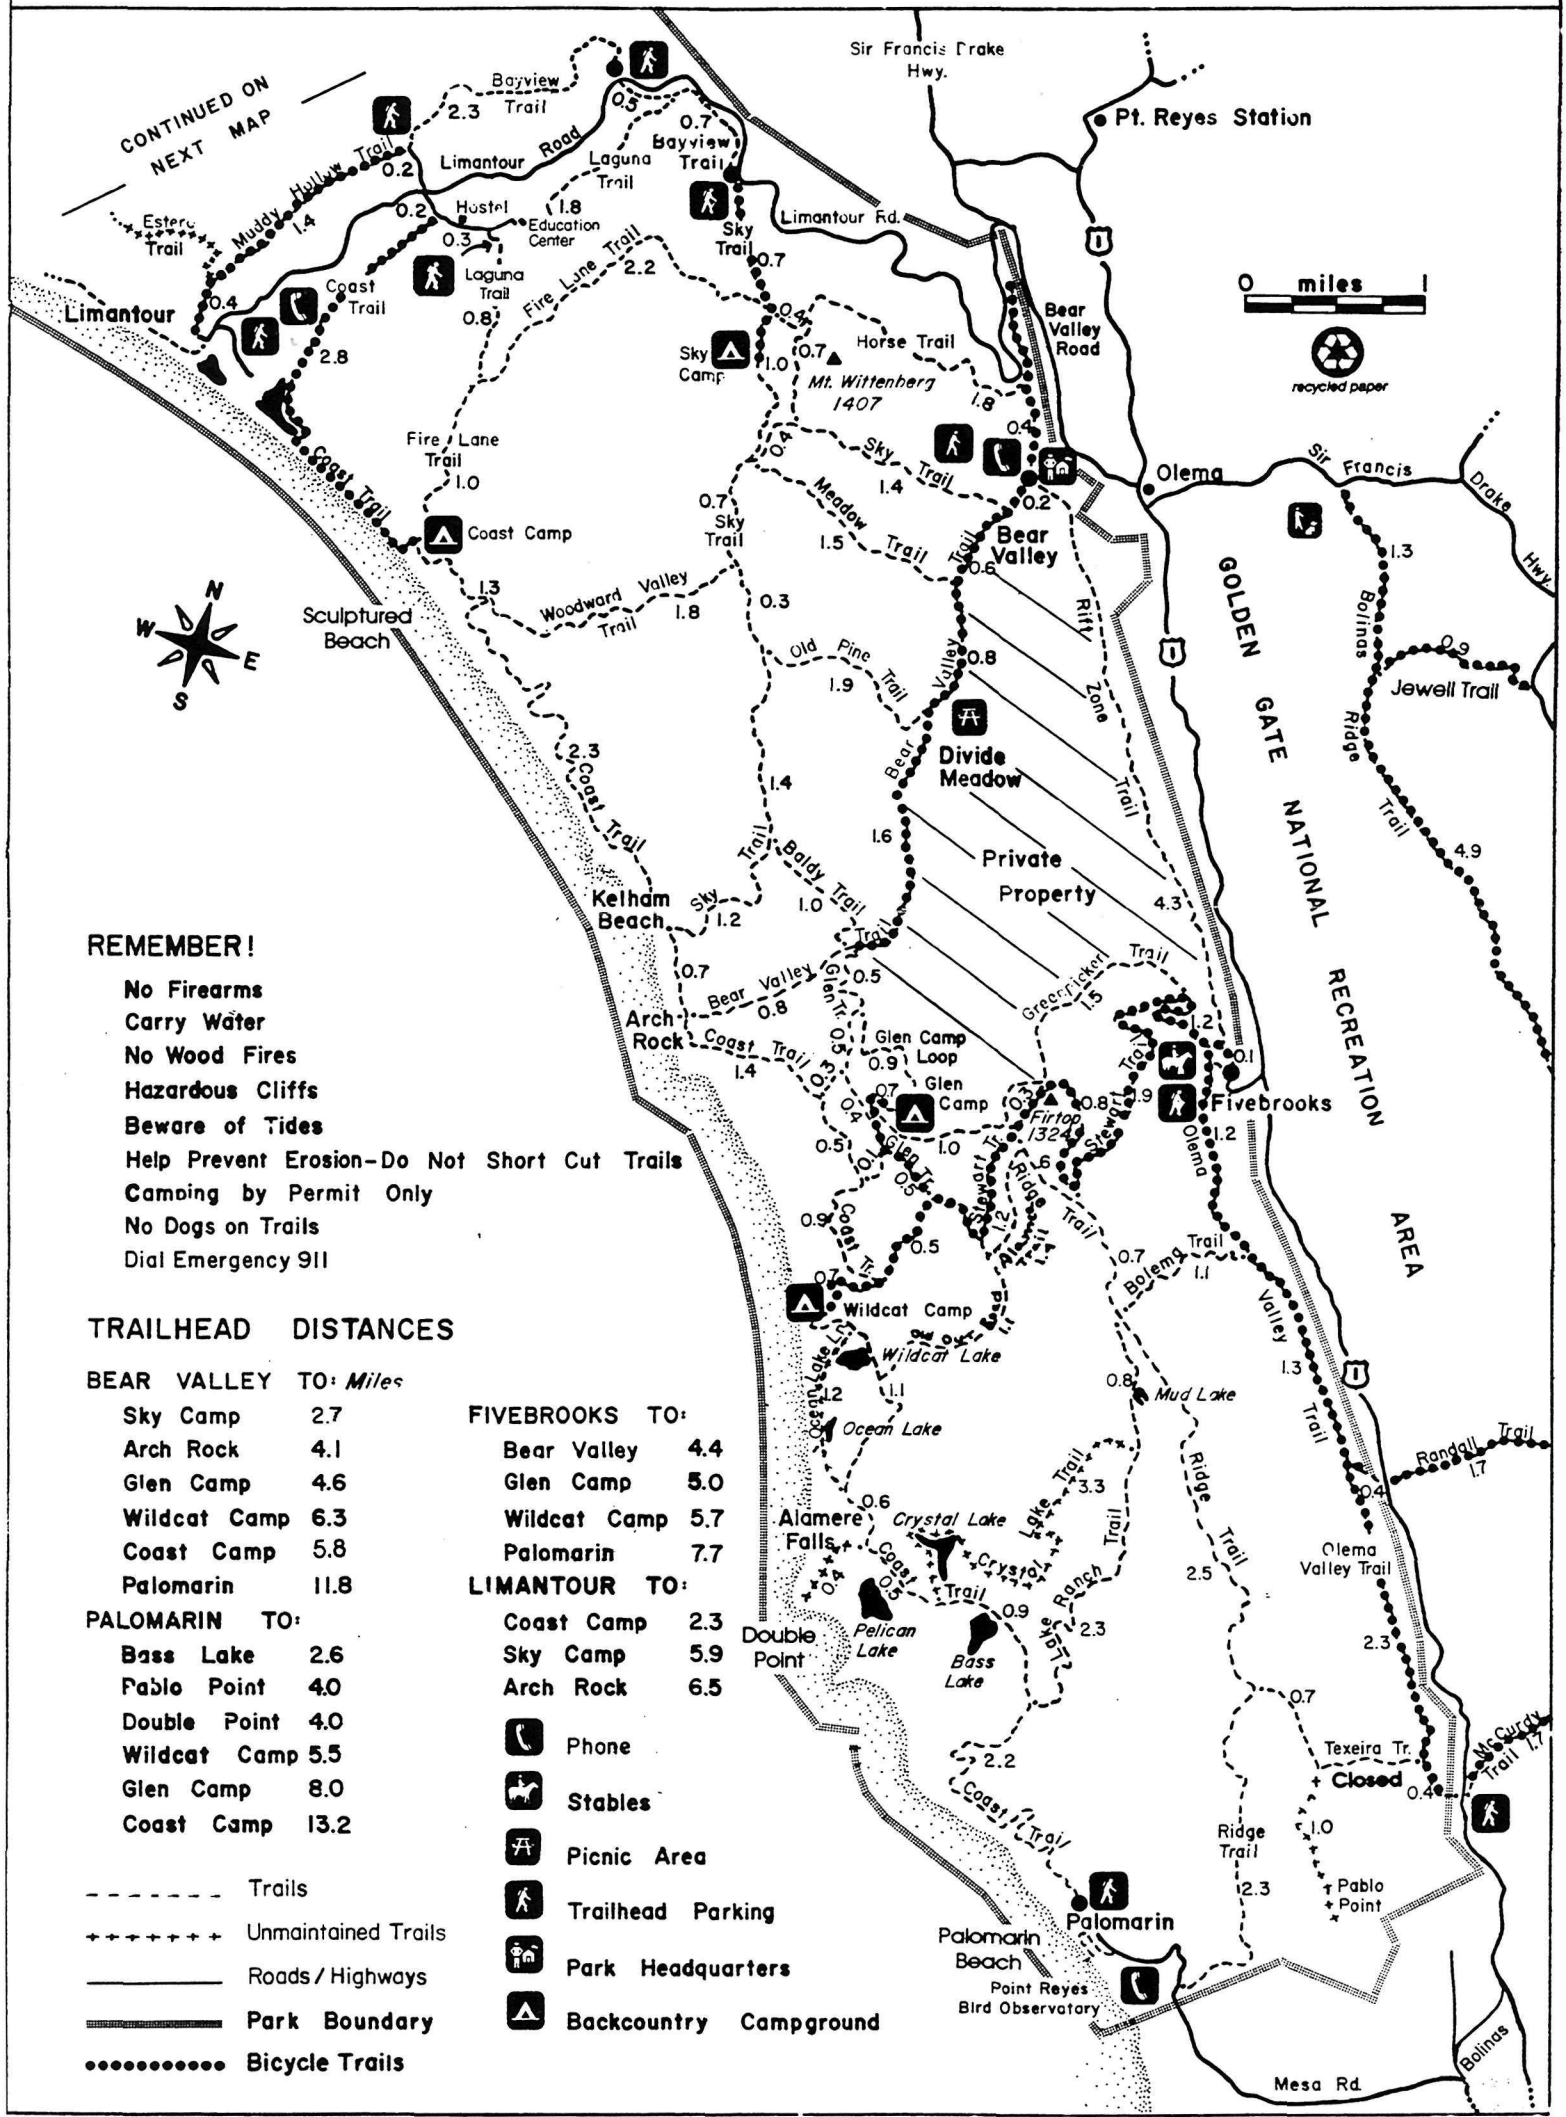 CONTINUED ON
NEXT MAP
Bayview
Trail
2.3
0.5
0.7
Bayview
Trail
Sir Francis Drake
Hwy.
Pt. Reyes Station
1
Muddy Hollow Trail
0.2
1.4
Limantour Road
Laguna
Trail
1.8
Estero
Trail
0.2
Hostel
Education
Center
0.3
Limantour Rd.
Sky
Trail
0.7
Fire Lane Trail
2.2
Laguna
Trail
0.8
Coast
Trail
0.4
Limantour
2.8
0 miles 1
recycled paper
Bear
Valley
Road
0.4
Horse Trail
0.7
Sky
Camp
1.0
Mt. Wittenberg
1407
1.8
0.4
Fire Lane
Trail
1.0
Coast Trail
0.4
Sky Trail
1.4
Meadow
Trail
1.5
0.7
Sky
Trail
Olema
Sir Francis
Drake
Hwy.
0.2
Bear
Valley
Coast Camp
1.3
0.6
Trail
Woodward Valley
Trail
1.8
0.3
Sculptured
Beach
N
W
E
S
Old Pine Trail
1.9
Valley
0.8
Bear
Rift
Zone
Trail
4.3
1
GOLDEN
GATE
NATIONAL
RECREATION
AREA
1.3
Bolinas
Ridge
Trail
0.9
Jewell Trail
4.9
Divide
Meadow
2.3
Coast Trail
1.4
1.6
Private
Property
Baldy Trail
1.0
Trail
Sky
1.2
Kelham
Beach
Trail
0.7
Bear Valley
0.8
0.5
Glen Tr.
0.5
Greenpicker Trail
1.5
Arch
Rock
Coast Trail
1.4
0.3
Glen Camp
Loop
0.9
0.7
Glen
Camp
0.4
1.0
Firtop
1324
0.8
Stewart Trail
1.9
1.2
0.1
Fivebrooks
1.2
Olema
0.5
0.1
Glen Tr.
0.5
Stewart Tr.
Ridge
Trail
1.2
0.9
Coast
Tr.
0.5
0.7
0.7
Bolema Trail
1.1
Wildcat Camp
1.1
Wildcat Lake
Ocean Lake
1.2
1.1
Ocean Lake
0.8
Mud Lake
Valley
1.3
Trail
1
Randall Trail
1.7
0.4
Olema
Valley Trail
Ridge
Trail
2.5
0.6
Alamere
Falls
0.4
Crystal Lake
Crystal
Lake
Trail
3.3
Coast
0.5
Trail
Pelican
Lake
0.9
Bass
Lake
Lake
Ranch
Trail
2.3
Double
Point
2.3
0.7
Texeira Tr.
Closed
0.4
McCurdy
Trail 1.7
2.2
Coast Trail
Ridge
Trail
2.3
1.0
Pablo
Point
Palomarin
Palomarin
Beach
Point Reyes
Bird Observatory
Mesa Rd.
Bolinas
REMEMBER!
No Firearms
Carry Water
No Wood Fires
Hazardous Cliffs
Beware of Tides
Help Prevent Erosion-Do Not Short Cut Trails
Camping by Permit Only
No Dogs on Trails
Dial Emergency 911
TRAILHEAD DISTANCES
BEAR VALLEY TO: Miles
Sky Camp 2.7
Arch Rock 4.1
Glen Camp 4.6
Wildcat Camp 6.3
Coast Camp 5.8
Palomarin 11.8
PALOMARIN TO:
Bass Lake 2.6
Pablo Point 4.0
Double Point 4.0
Wildcat Camp 5.5
Glen Camp 8.0
Coast Camp 13.2
FIVEBROOKS TO:
Bear Valley 4.4
Glen Camp 5.0
Wildcat Camp 5.7
Palomarin 7.7
LIMANTOUR TO:
Coast Camp 2.3
Sky Camp 5.9
Arch Rock 6.5
Phone
Stables
Picnic Area
Trailhead Parking
Park Headquarters
Backcountry Campground
Trails
Unmaintained Trails
Roads/Highways
Park Boundary
Bicycle Trails